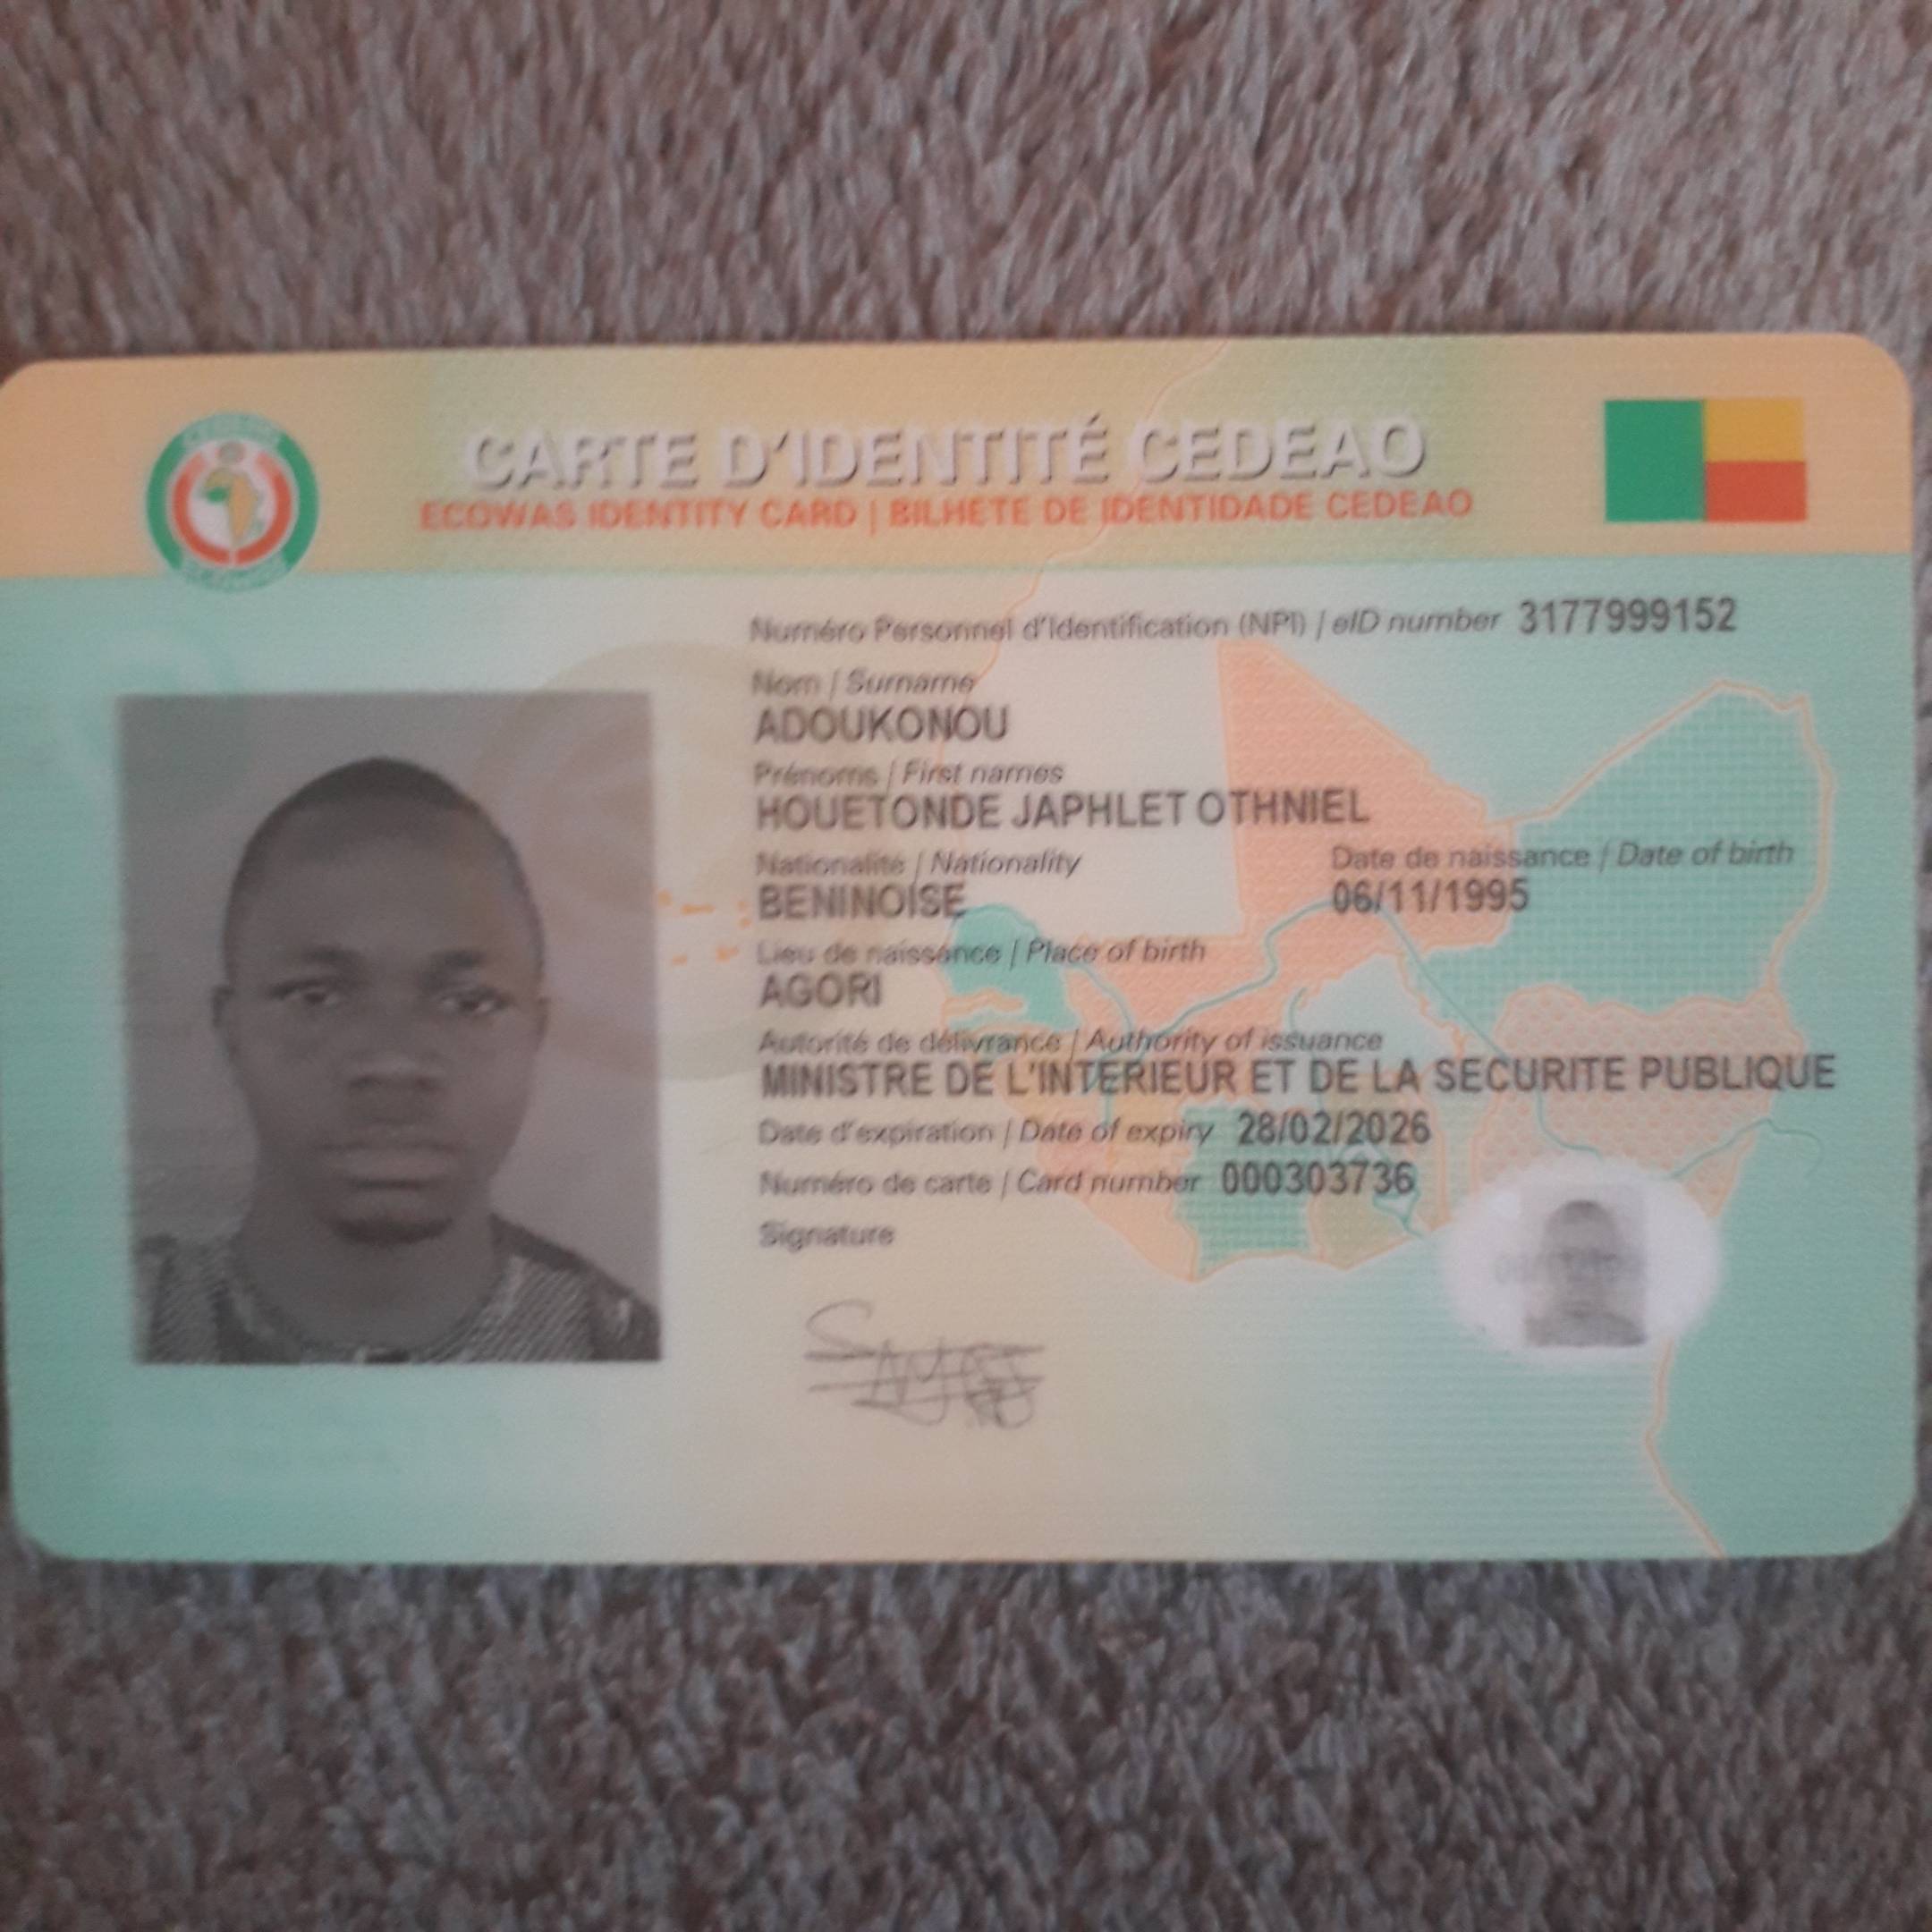 CARTE D'IDENTITÉ CEDEAO
ECOWAS IDENTITY CARD | BILHETE DE IDENTIDADE CEDEAO
Numéro Personnel d'Identification (NPI) / eID number 3177999152
Nom / Surname
ADOUKONOU
Prénoms / First names
HOUETONDE JAPHLET OTHNIEL
Nationalité / Nationality
BENINOISE
Date de naissance / Date of birth
06/11/1995
Lieu de naissance / Place of birth
AGORI
Autorité de délivrance / Authority of issuance
MINISTRE DE L'INTERIEUR ET DE LA SECURITE PUBLIQUE
Date d'expiration / Date of expiry 28/02/2026
Numéro de carte / Card number 000303736
Signature